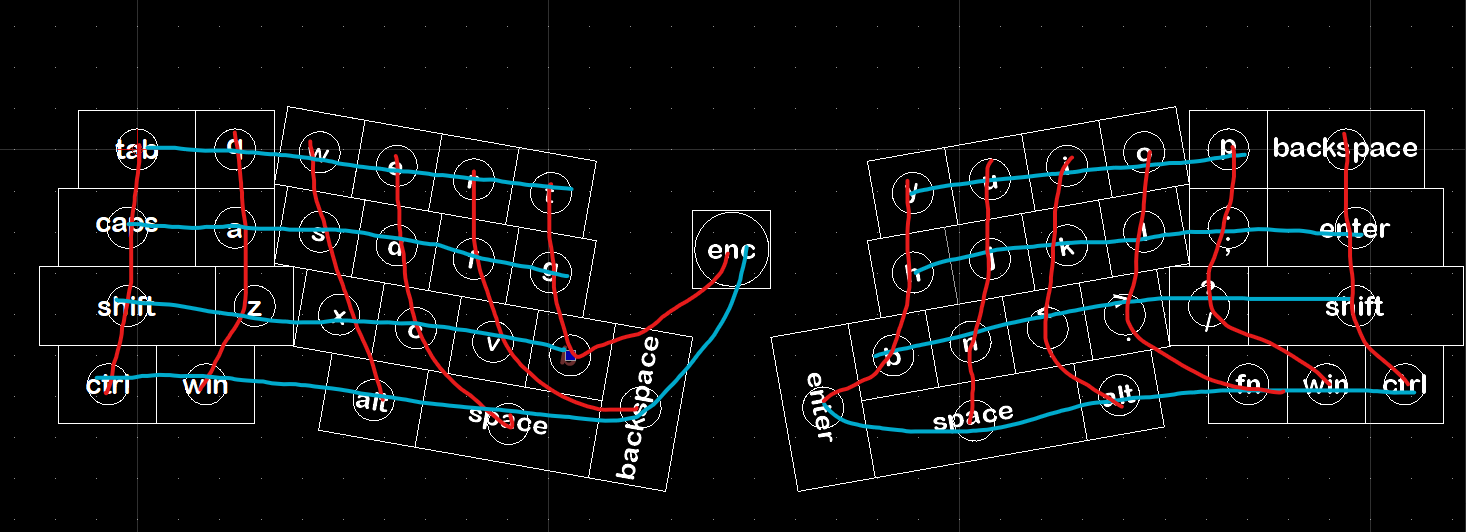 tab q w e r t y u i o p backspace
caps a s d f g enc h j k l ; enter
shift z x c v b n < > . ? / shift
ctrl win alt space backspace enter space alt fn win ctrl